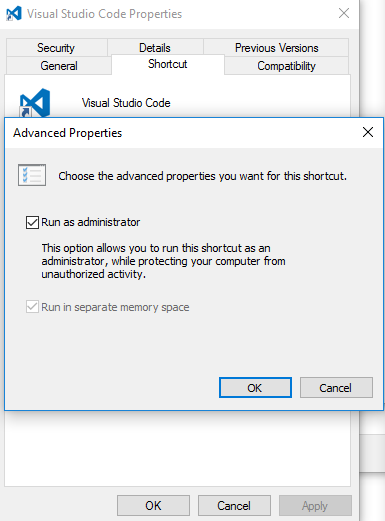 Visual Studio Code Properties
Security Details Previous Versions
General Shortcut Compatibility
Visual Studio Code
Advanced Properties
Choose the advanced properties you want for this shortcut.
Run as administrator
This option allows you to run this shortcut as an
administrator, while protecting your computer from
unauthorized activity.
Run in separate memory space
OK Cancel
OK Cancel Apply